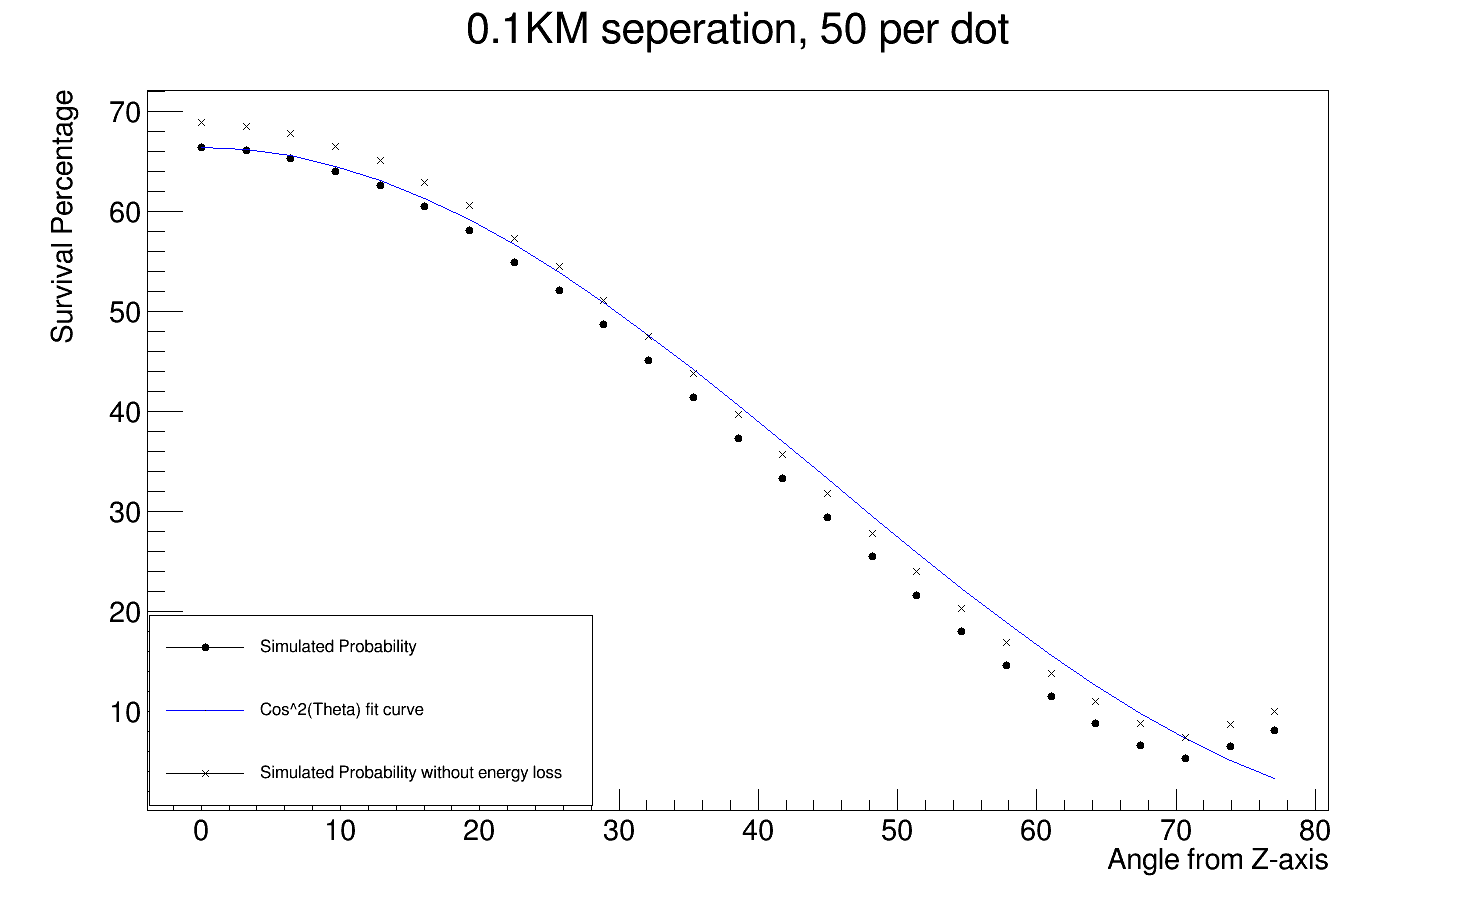 0.1KM seperation, 50 per dot
Survival Percentage
70
60
50
40
30
20
10
Simulated Probability
Cos^2(Theta) fit curve
Simulated Probability without energy loss
0 10 20 30 40 50 60 70 80
Angle from Z-axis